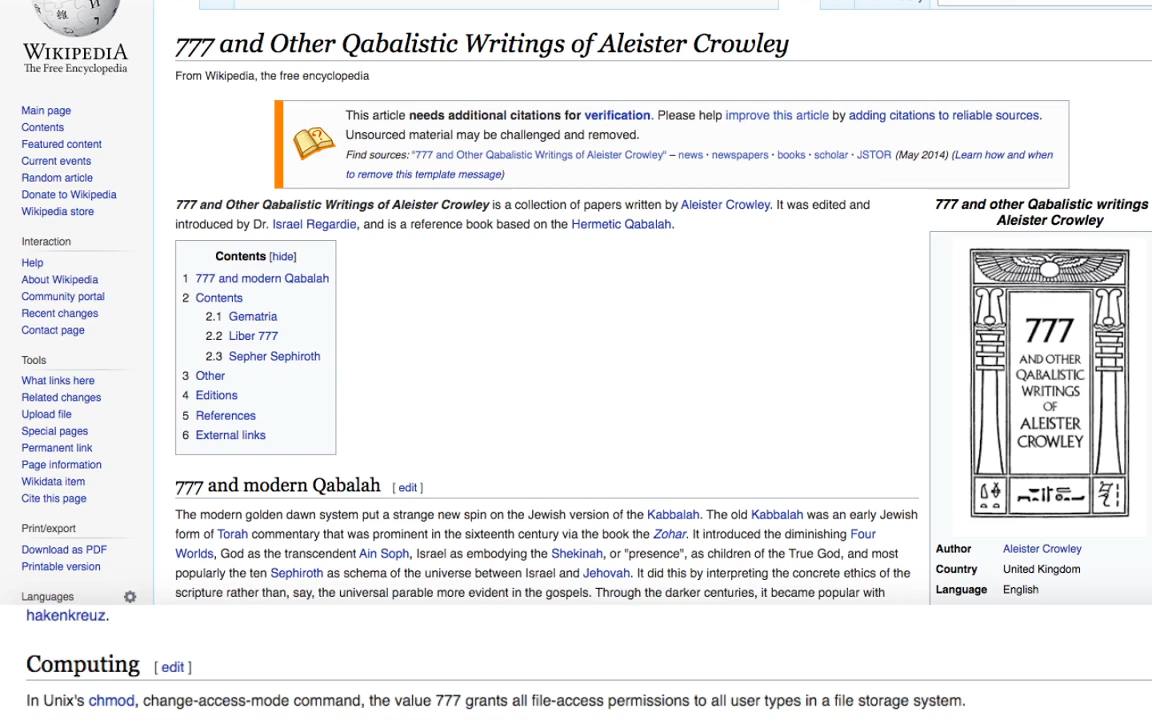 WIKIPEDIA
The Free Encyclopedia
Main page
Contents
Featured content
Current events
Random article
Donate to Wikipedia
Wikipedia store
Interaction
Help
About Wikipedia
Community portal
Recent changes
Contact page
Tools
What links here
Related changes
Upload file
Special pages
Permanent link
Page information
Wikidata item
Cite this page
Print/export
Download as PDF
Printable version
Languages
777 and Other Qabalistic Writings of Aleister Crowley
From Wikipedia, the free encyclopedia
This article needs additional citations for verification. Please help improve this article by adding citations to reliable sources.
Unsourced material may be challenged and removed.
Find sources: "777 and Other Qabalistic Writings of Aleister Crowley" – news · newspapers · books · scholar · JSTOR (May 2014) (Learn how and when
to remove this template message)
777 and Other Qabalistic Writings of Aleister Crowley is a collection of papers written by Aleister Crowley. It was edited and
introduced by Dr. Israel Regardie, and is a reference book based on the Hermetic Qabalah.
Contents [hide]
1 777 and modern Qabalah
2 Contents
2.1 Gematria
2.2 Liber 777
2.3 Sepher Sephiroth
3 Other
4 Editions
5 References
6 External links
777 and modern Qabalah [ edit ]
The modern golden dawn system put a strange new spin on the Jewish version of the Kabbalah. The old Kabbalah was an early Jewish
form of Torah commentary that was prominent in the sixteenth century via the book the Zohar. It introduced the diminishing Four
Worlds, God as the transcendent Ain Soph, Israel as embodying the Shekinah, or "presence", as children of the True God, and most
popularly the ten Sephiroth as schema of the universe between Israel and Jehovah. It did this by interpreting the concrete ethics of the
scripture rather than, say, the universal parable more evident in the gospels. Through the darker centuries, it became popular with
777 and other Qabalistic writings
Aleister Crowley
777
AND OTHER
QABALISTIC
WRITINGS
OF
ALEISTER
CROWLEY
Author Aleister Crowley
Country United Kingdom
Language English
hakenkreuz.
Computing [ edit ]
In Unix's chmod, change-access-mode command, the value 777 grants all file-access permissions to all user types in a file storage system.